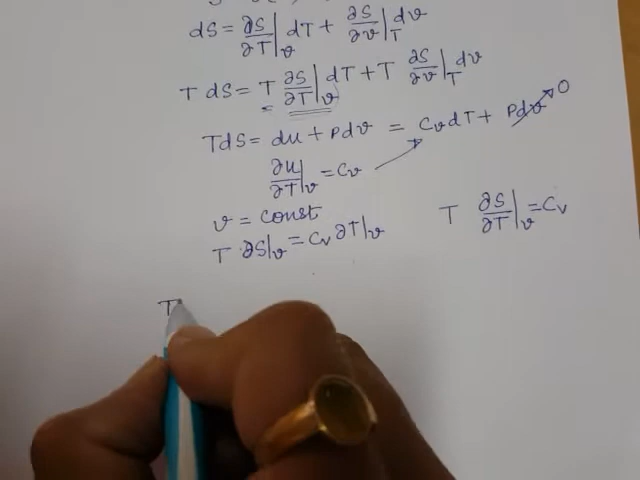 dS = ∂S/∂T|v dT + ∂S/∂v|T dv
T dS = T ∂S/∂T|v dT + T ∂S/∂v|T dv
TdS = du + Pdv = CvdT + Pdv 0
∂u/∂T|v = Cv
v = const
T ∂S/∂T|v = Cv
T ∂S|v = Cv ∂T|v
T